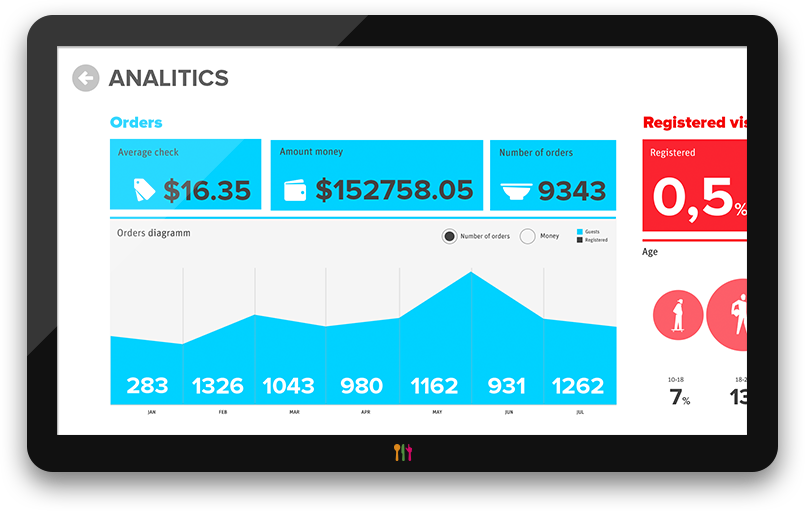 ANALITICS
Orders
Average check
$16.35
Amount money
$152758.05
Number of orders
9343
Orders diagramm
Number of orders
Money
Guests
Registered
283 1326 1043 980 1162 931 1262
JAN FEB MAR APR MAY JUN JUL
Registered vis
Registered
0,5%
Age
10-18 18-2
7% 13